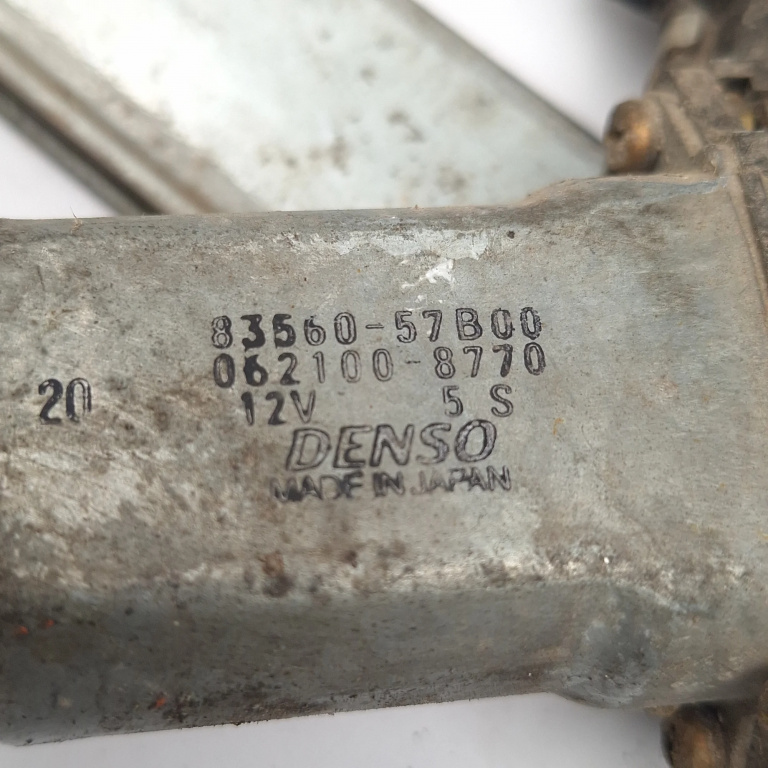 83560-57B00
062100-8770
20 12V 5 S
DENSO
MADE IN JAPAN